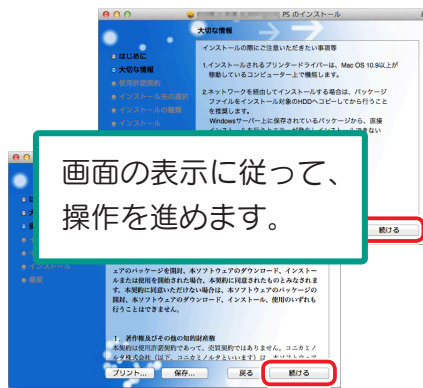 PS のインストール
大切な情報
はじめに
大切な情報
使用許諾契約
インストール先の選択
インストールの種類
インストール
インストールの際にご注意いただきたい事項等
1.インストールされるプリンタードライバーは、Mac OS 10.9以上が
稼動しているコンピューター上で機能します。
2.ネットワークを経由してインストールする場合は、パッケージ
ファイルをインストール対象のHDDへコピーしてから行うこと
を推奨します。
Windowsサーバー上に保存されているパッケージから、直接
画面の表示に従って、
操作を進めます。
続ける
インストール
概要
ェアのパッケージを開封、本ソフトウェアのダウンロード、インストー
ルまたは使用を開始された場合、本契約に同意されたものとみなされま
す。本契約に同意いただけない場合は、本ソフトウェアのパッケージの
開封、本ソフトウェアのダウンロード、インストール、使用のいずれも
行うことはできません。
1. 著作権及びその他の知的財産権
本契約は使用許諾契約であって、売買契約ではありません。コニカミノ
ルタ株式会社（以下、コニカミノルタといいます）は、本ソフトウェア
プリント...
保存...
戻る
続ける